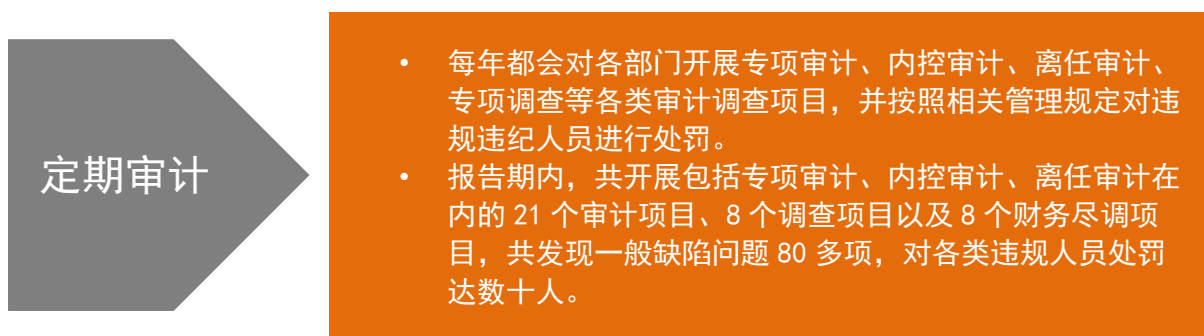 定期审计
• 每年都会对各部门开展专项审计、内控审计、离任审计、
专项调查等各类审计调查项目，并按照相关管理规定对违
规违纪人员进行处罚。
• 报告期内，共开展包括专项审计、内控审计、离任审计在
内的 21 个审计项目、8 个调查项目以及 8 个财务尽调项
目，共发现一般缺陷问题 80 多项，对各类违规人员处罚
达数十人。